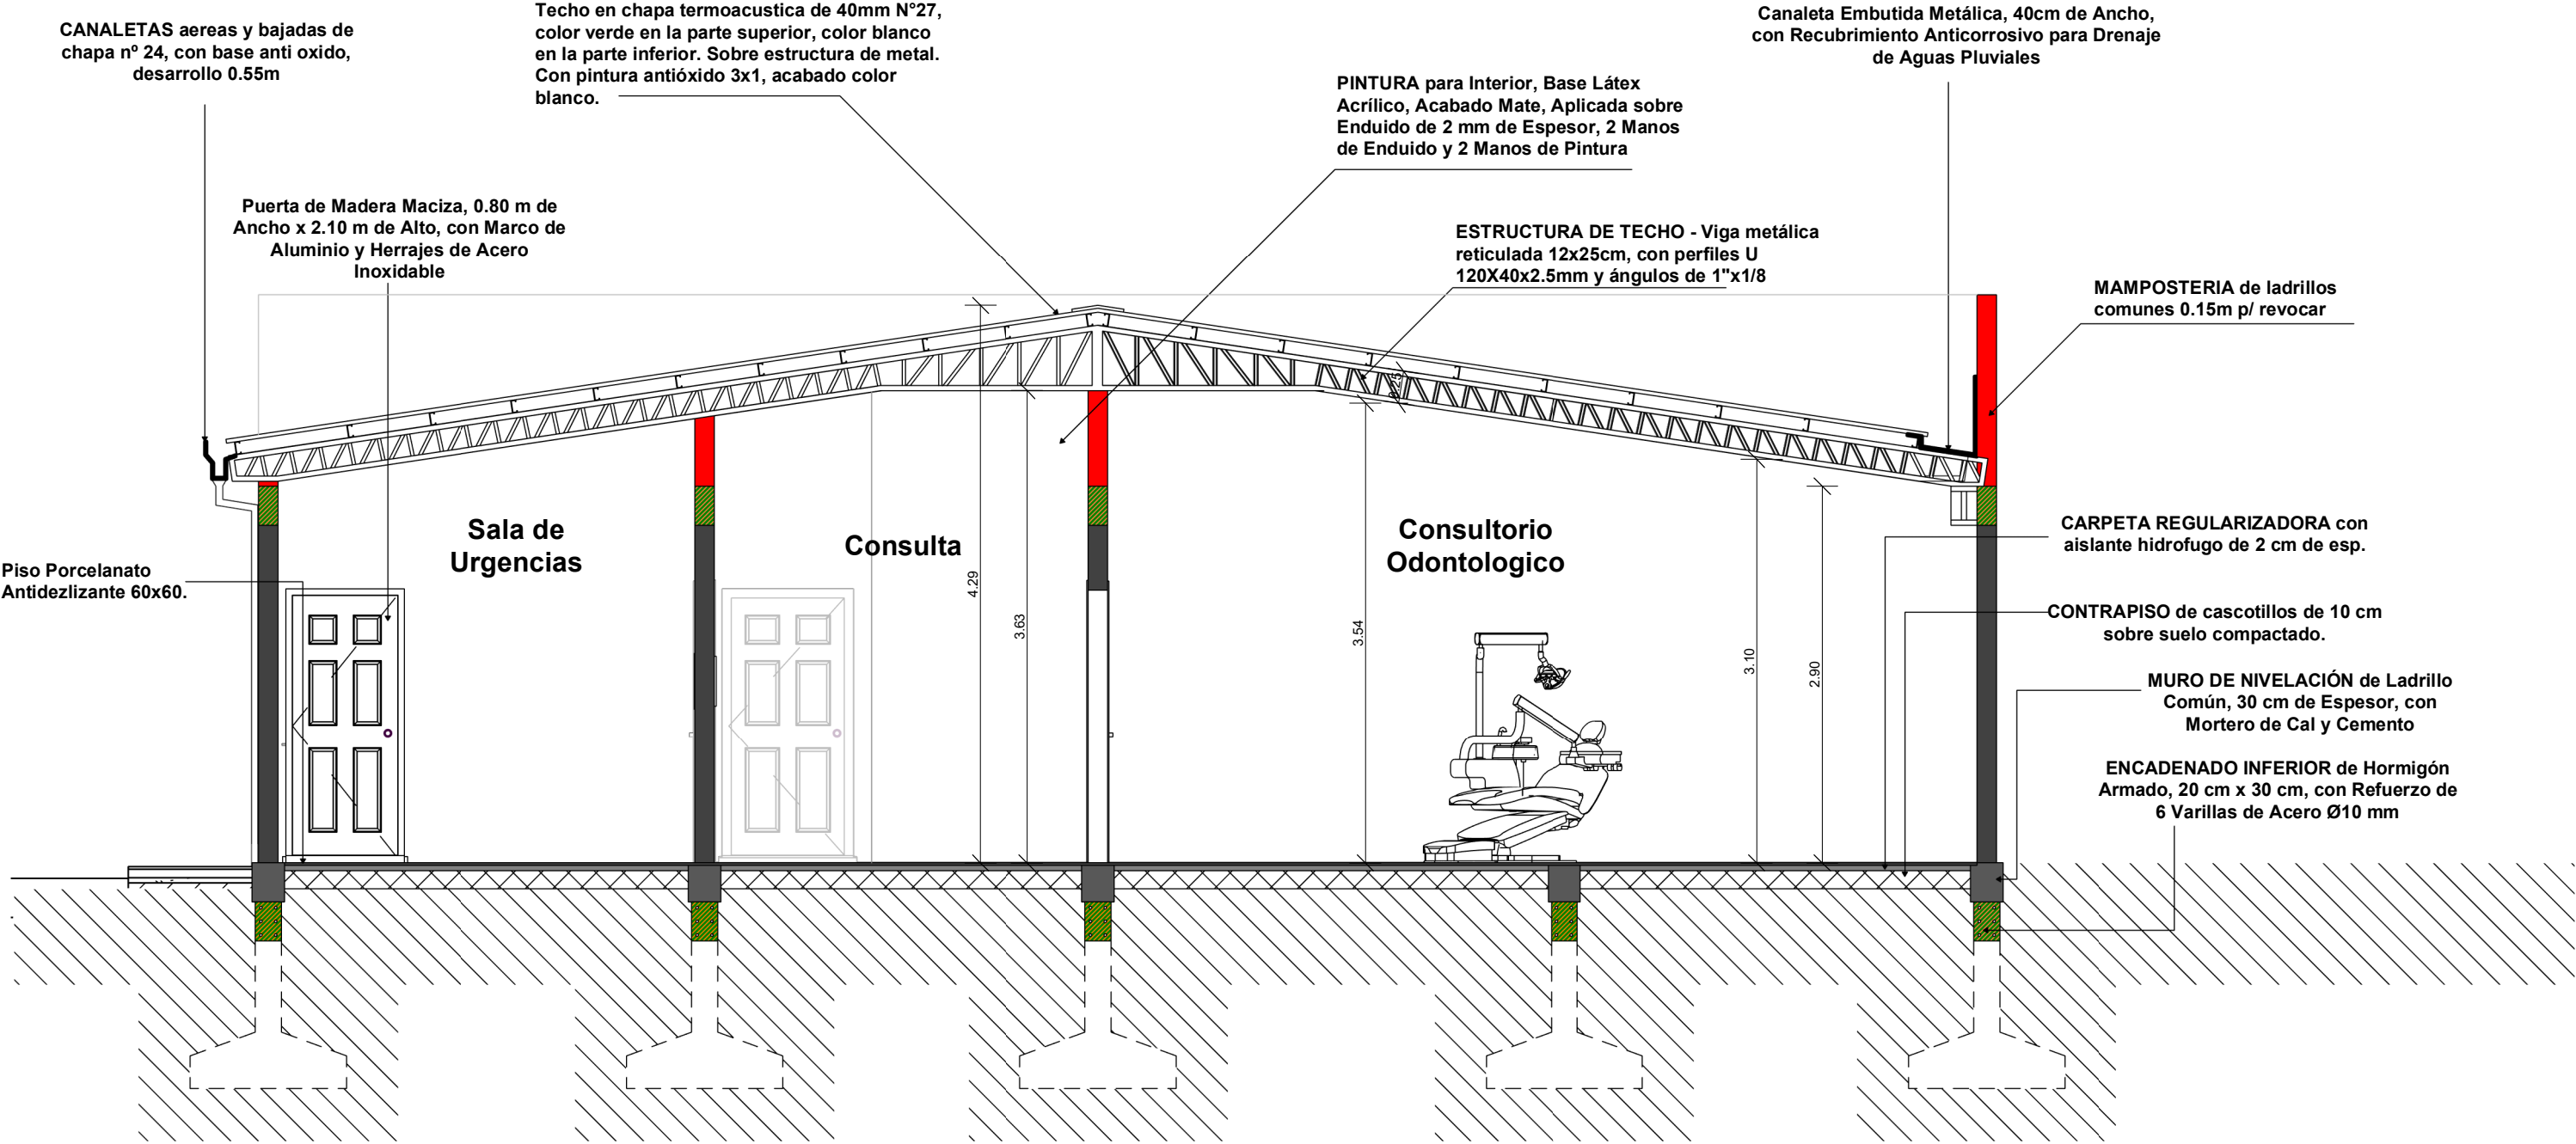 CANALETAS aereas y bajadas de
chapa nº 24, con base anti oxido,
desarrollo 0.55m
Techo en chapa termoacustica de 40mm N°27,
color verde en la parte superior, color blanco
en la parte inferior. Sobre estructura de metal.
Con pintura antióxido 3x1, acabado color
blanco.
Canaleta Embutida Metálica, 40cm de Ancho,
con Recubrimiento Anticorrosivo para Drenaje
de Aguas Pluviales
PINTURA para Interior, Base Látex
Acrílico, Acabado Mate, Aplicada sobre
Enduido de 2 mm de Espesor, 2 Manos
de Enduido y 2 Manos de Pintura
Puerta de Madera Maciza, 0.80 m de
Ancho x 2.10 m de Alto, con Marco de
Aluminio y Herrajes de Acero
Inoxidable
ESTRUCTURA DE TECHO - Viga metálica
reticulada 12x25cm, con perfiles U
120X40x2.5mm y ángulos de 1"x1/8
MAMPOSTERIA de ladrillos
comunes 0.15m p/ revocar
0.25
Sala de
Urgencias
Consulta
Consultorio
Odontologico
CARPETA REGULARIZADORA con
aislante hidrofugo de 2 cm de esp.
Piso Porcelanato
Antidezlizante 60x60.
4.29
3.63
3.54
3.10
2.90
CONTRAPISO de cascotillos de 10 cm
sobre suelo compactado.
MURO DE NIVELACIÓN de Ladrillo
Común, 30 cm de Espesor, con
Mortero de Cal y Cemento
ENCADENADO INFERIOR de Hormigón
Armado, 20 cm x 30 cm, con Refuerzo de
6 Varillas de Acero Ø10 mm